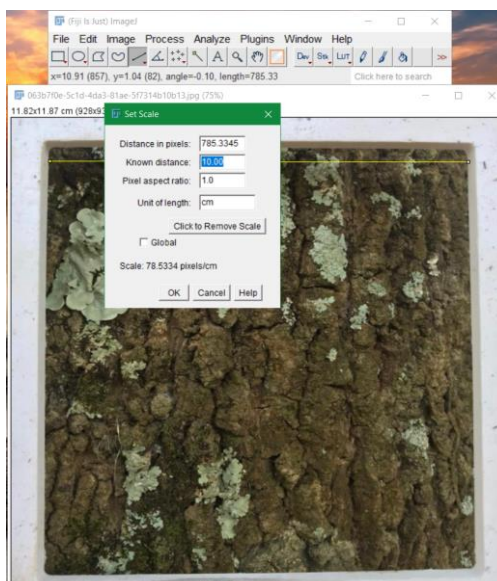 (Fiji Is Just) ImageJ
File Edit Image Process Analyze Plugins Window Help
Dev Stk LUT >>
x=10.91 (857), y=1.04 (82), angle=-0.10, length=785.33
Click here to search
063b7f0e-5c1d-4da3-81ae-5f7314b10b13.jpg (75%)
11.82x11.87 cm (928x93
Set Scale
Distance in pixels: 785.3345
Known distance: 10.00
Pixel aspect ratio: 1.0
Unit of length: cm
Click to Remove Scale
Global
Scale: 78.5334 pixels/cm
OK Cancel Help